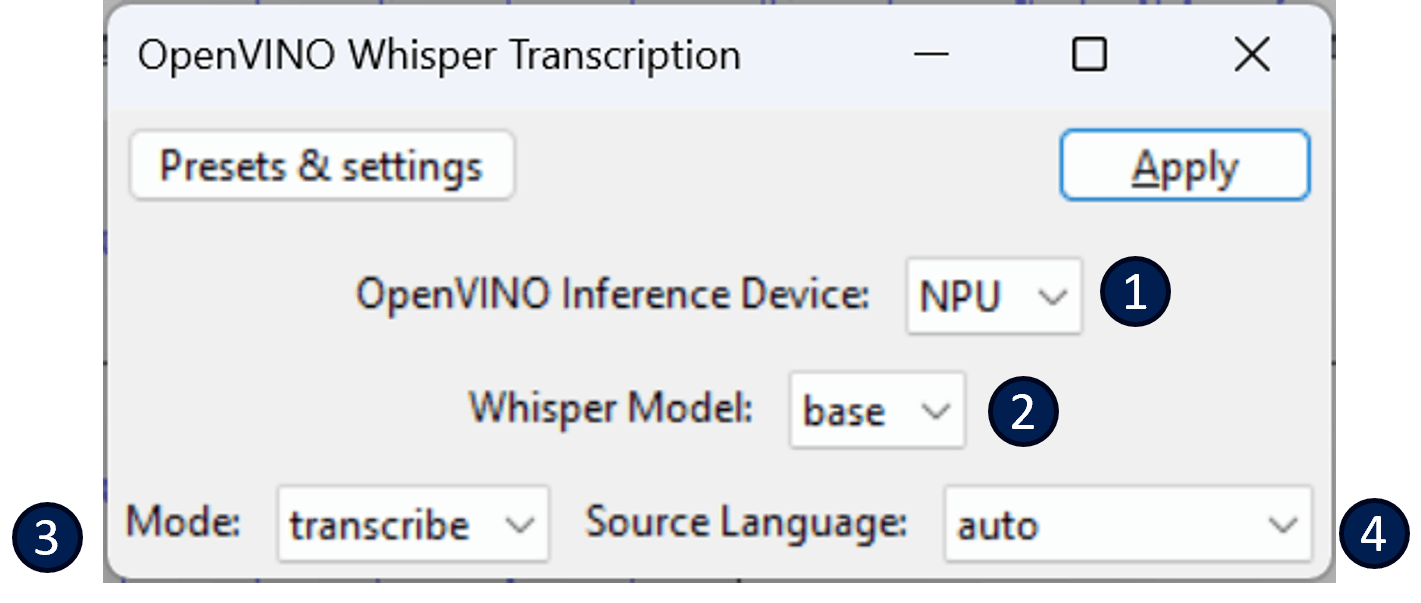 OpenVINO Whisper Transcription
Presets & settings
Apply
OpenVINO Inference Device: NPU 1
Whisper Model: base 2
3 Mode: transcribe Source Language: auto 4